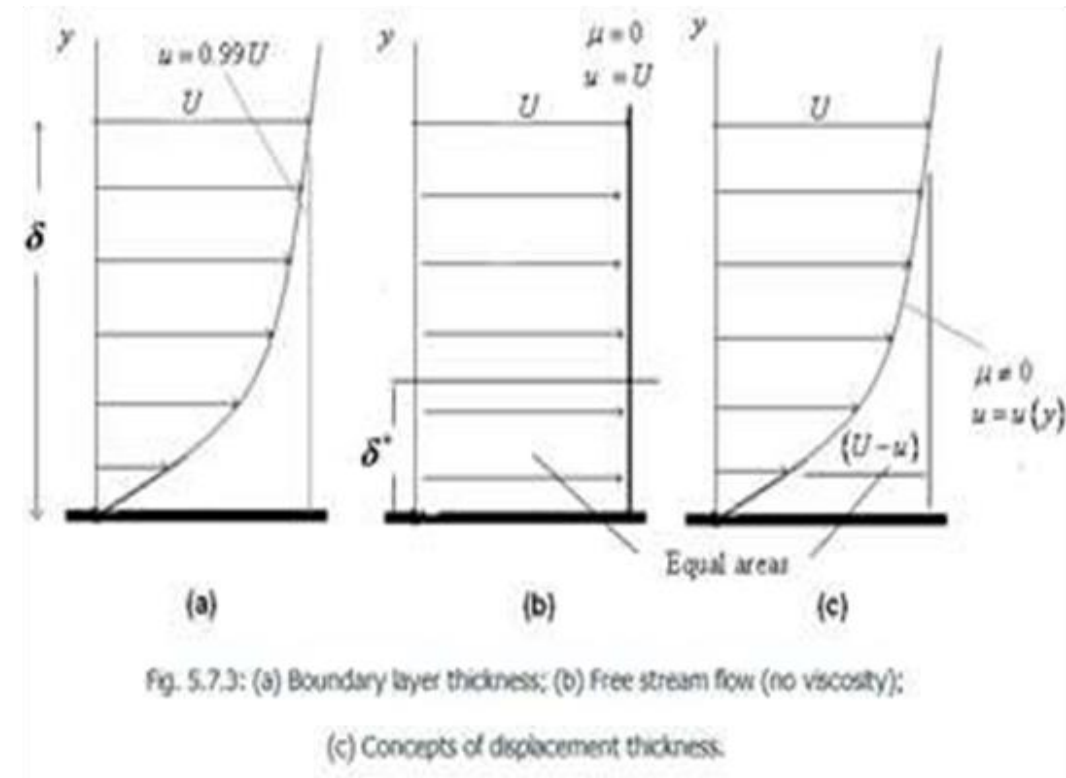 y
u = 0.99U
U
δ
(a)
y
μ = 0
u = U
U
δ*
(b)
y
U
μ ≠ 0
u = u(y)
(U - u)
Equal areas
(c)
Fig. 5.7.3: (a) Boundary layer thickness; (b) Free stream flow (no viscosity);
(c) Concepts of displacement thickness.